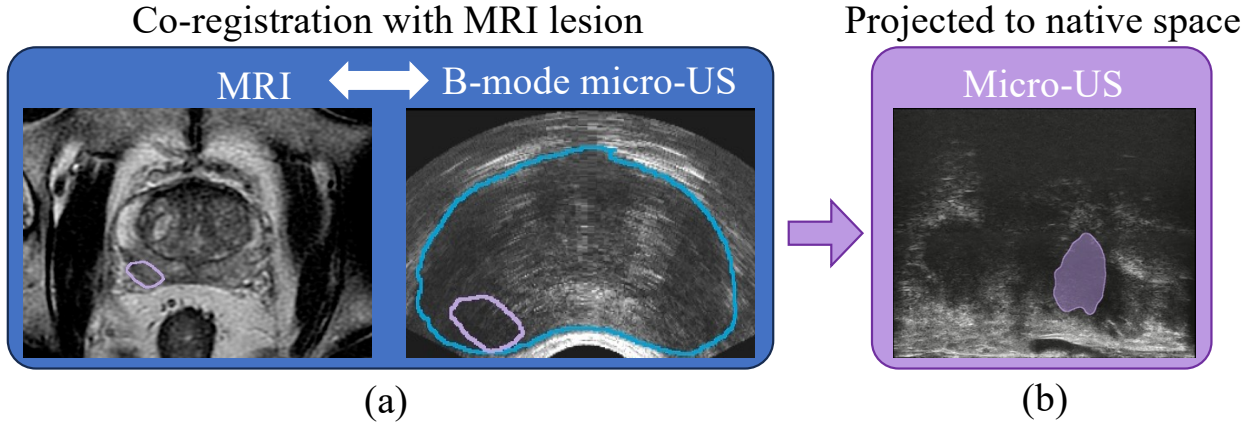 Co-registration with MRI lesion
Projected to native space
MRI
B-mode micro-US
Micro-US
(a)
(b)